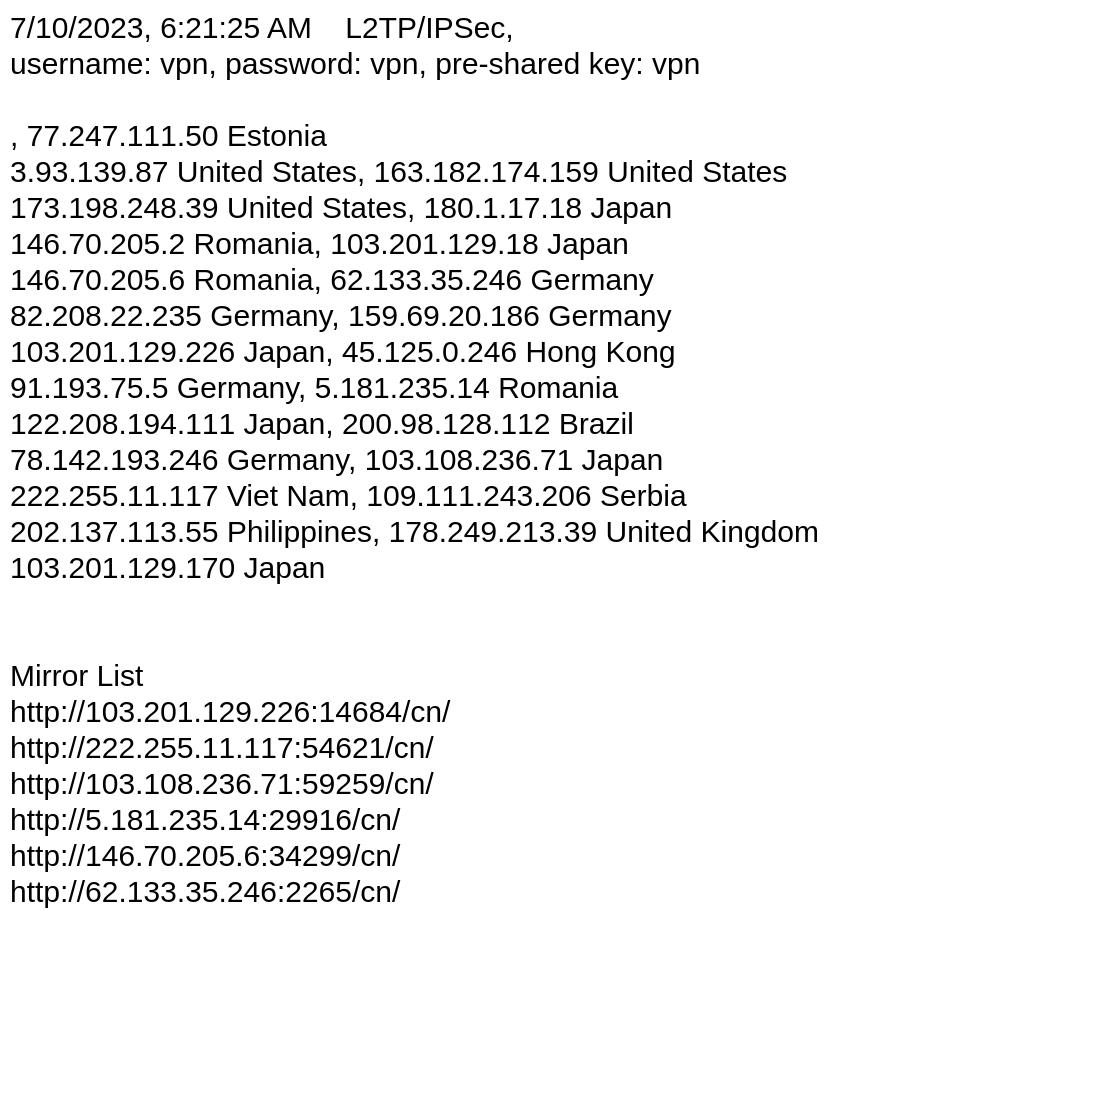 7/10/2023, 6:21:25 AM    L2TP/IPSec,
username: vpn, password: vpn, pre-shared key: vpn
, 77.247.111.50 Estonia
3.93.139.87 United States, 163.182.174.159 United States
173.198.248.39 United States, 180.1.17.18 Japan
146.70.205.2 Romania, 103.201.129.18 Japan
146.70.205.6 Romania, 62.133.35.246 Germany
82.208.22.235 Germany, 159.69.20.186 Germany
103.201.129.226 Japan, 45.125.0.246 Hong Kong
91.193.75.5 Germany, 5.181.235.14 Romania
122.208.194.111 Japan, 200.98.128.112 Brazil
78.142.193.246 Germany, 103.108.236.71 Japan
222.255.11.117 Viet Nam, 109.111.243.206 Serbia
202.137.113.55 Philippines, 178.249.213.39 United Kingdom
103.201.129.170 Japan
Mirror List
http://103.201.129.226:14684/cn/
http://222.255.11.117:54621/cn/
http://103.108.236.71:59259/cn/
http://5.181.235.14:29916/cn/
http://146.70.205.6:34299/cn/
http://62.133.35.246:2265/cn/